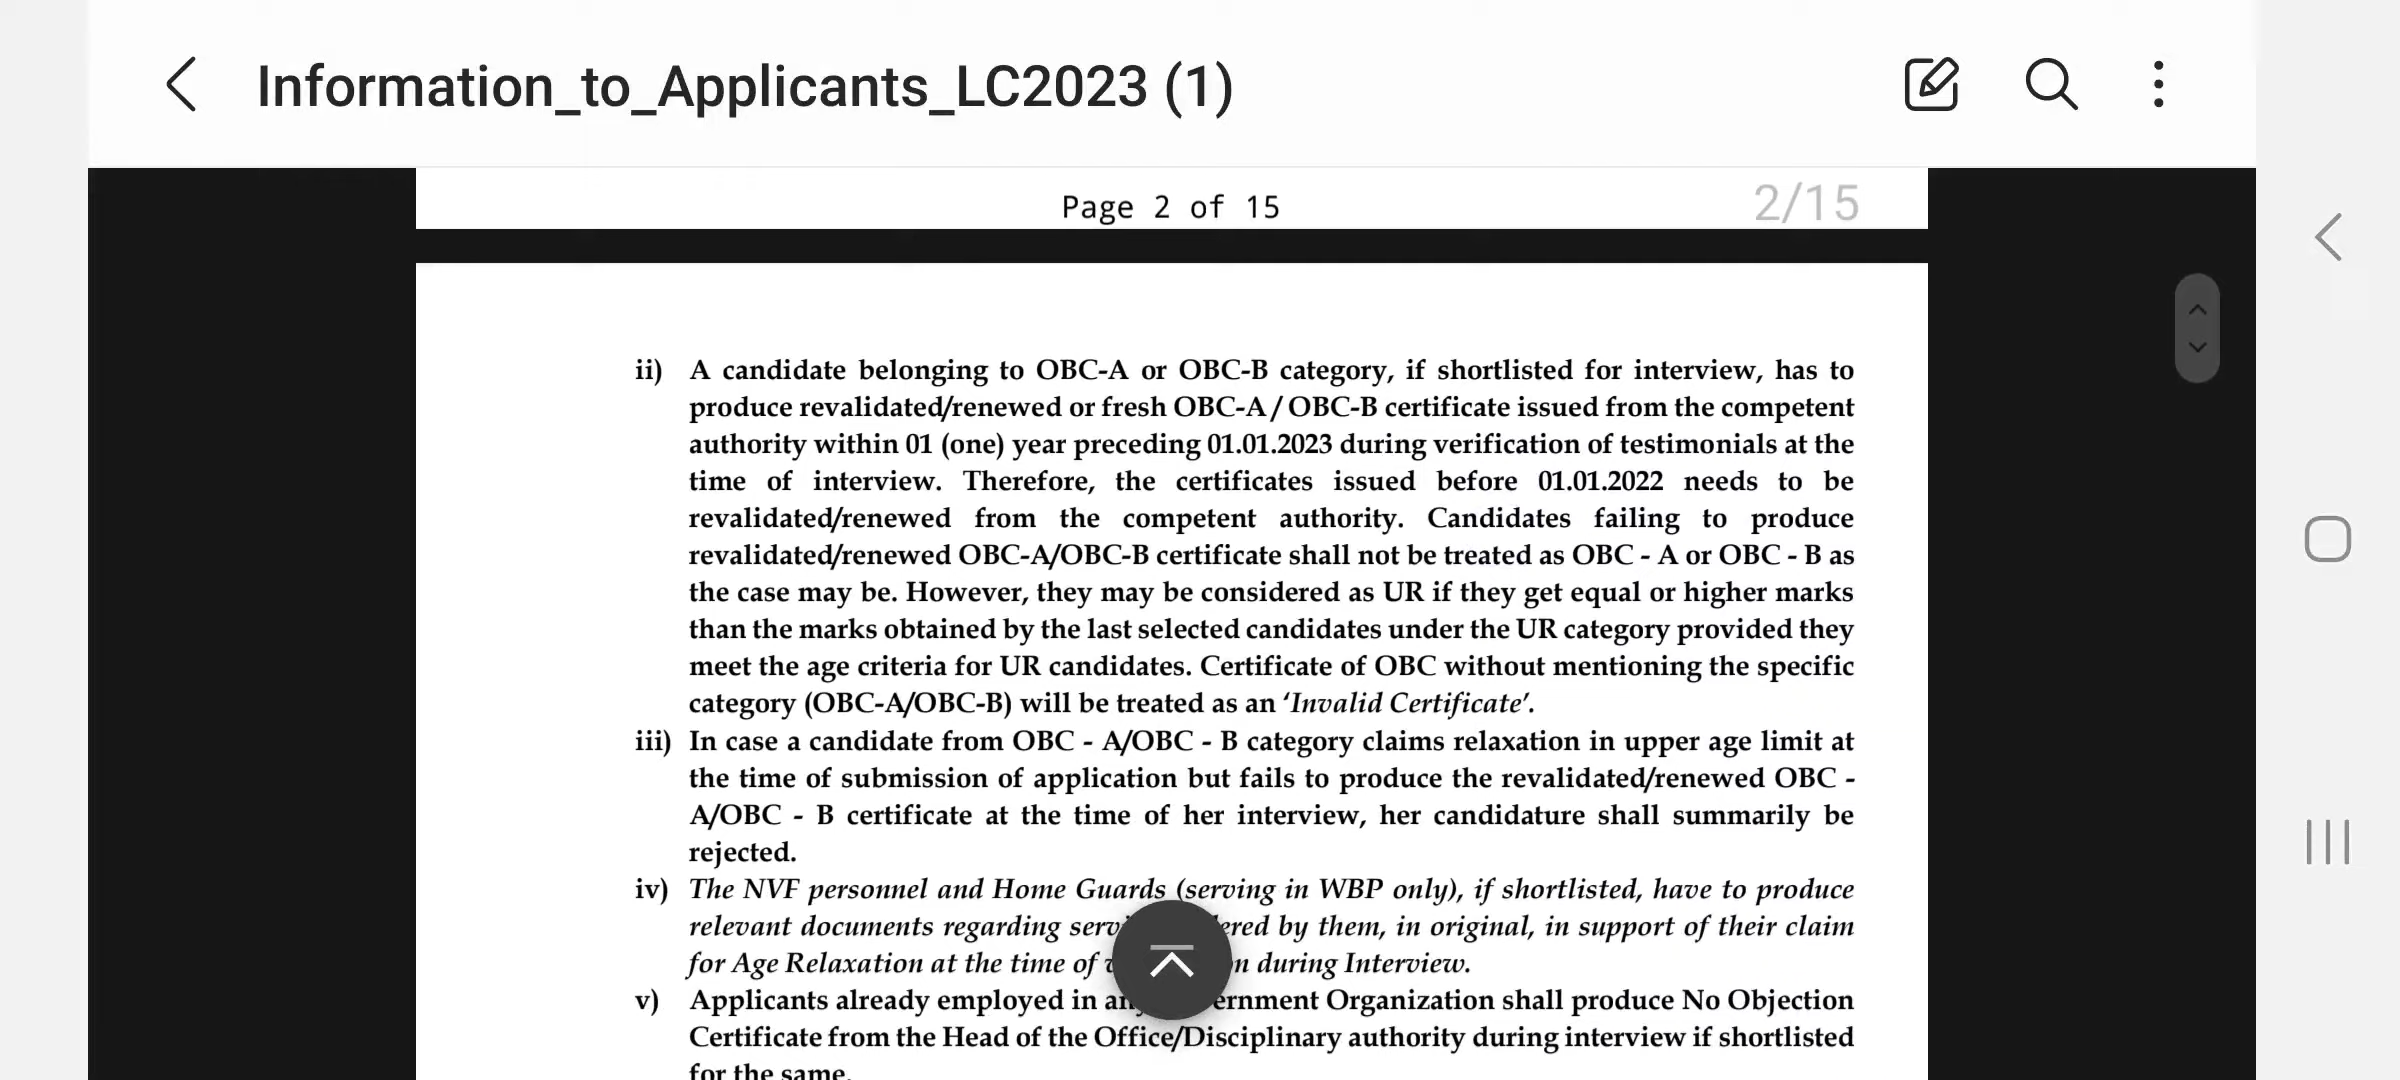 Information_to_Applicants_LC2023 (1)
Page 2 of 15
2/15
ii) A candidate belonging to OBC-A or OBC-B category, if shortlisted for interview, has to
produce revalidated/renewed or fresh OBC-A / OBC-B certificate issued from the competent
authority within 01 (one) year preceding 01.01.2023 during verification of testimonials at the
time of interview. Therefore, the certificates issued before 01.01.2022 needs to be
revalidated/renewed from the competent authority. Candidates failing to produce
revalidated/renewed OBC-A/OBC-B certificate shall not be treated as OBC - A or OBC - B as
the case may be. However, they may be considered as UR if they get equal or higher marks
than the marks obtained by the last selected candidates under the UR category provided they
meet the age criteria for UR candidates. Certificate of OBC without mentioning the specific
category (OBC-A/OBC-B) will be treated as an ‘Invalid Certificate’.
iii) In case a candidate from OBC - A/OBC - B category claims relaxation in upper age limit at
the time of submission of application but fails to produce the revalidated/renewed OBC -
A/OBC - B certificate at the time of her interview, her candidature shall summarily be
rejected.
iv) The NVF personnel and Home Guards (serving in WBP only), if shortlisted, have to produce
relevant documents regarding by them, in original, in support of their claim
for Age Relaxation at the time of during Interview.
v) Applicants already employed in Organization shall produce No Objection
Certificate from the Head of the Office/Disciplinary authority during interview if shortlisted
for the same.